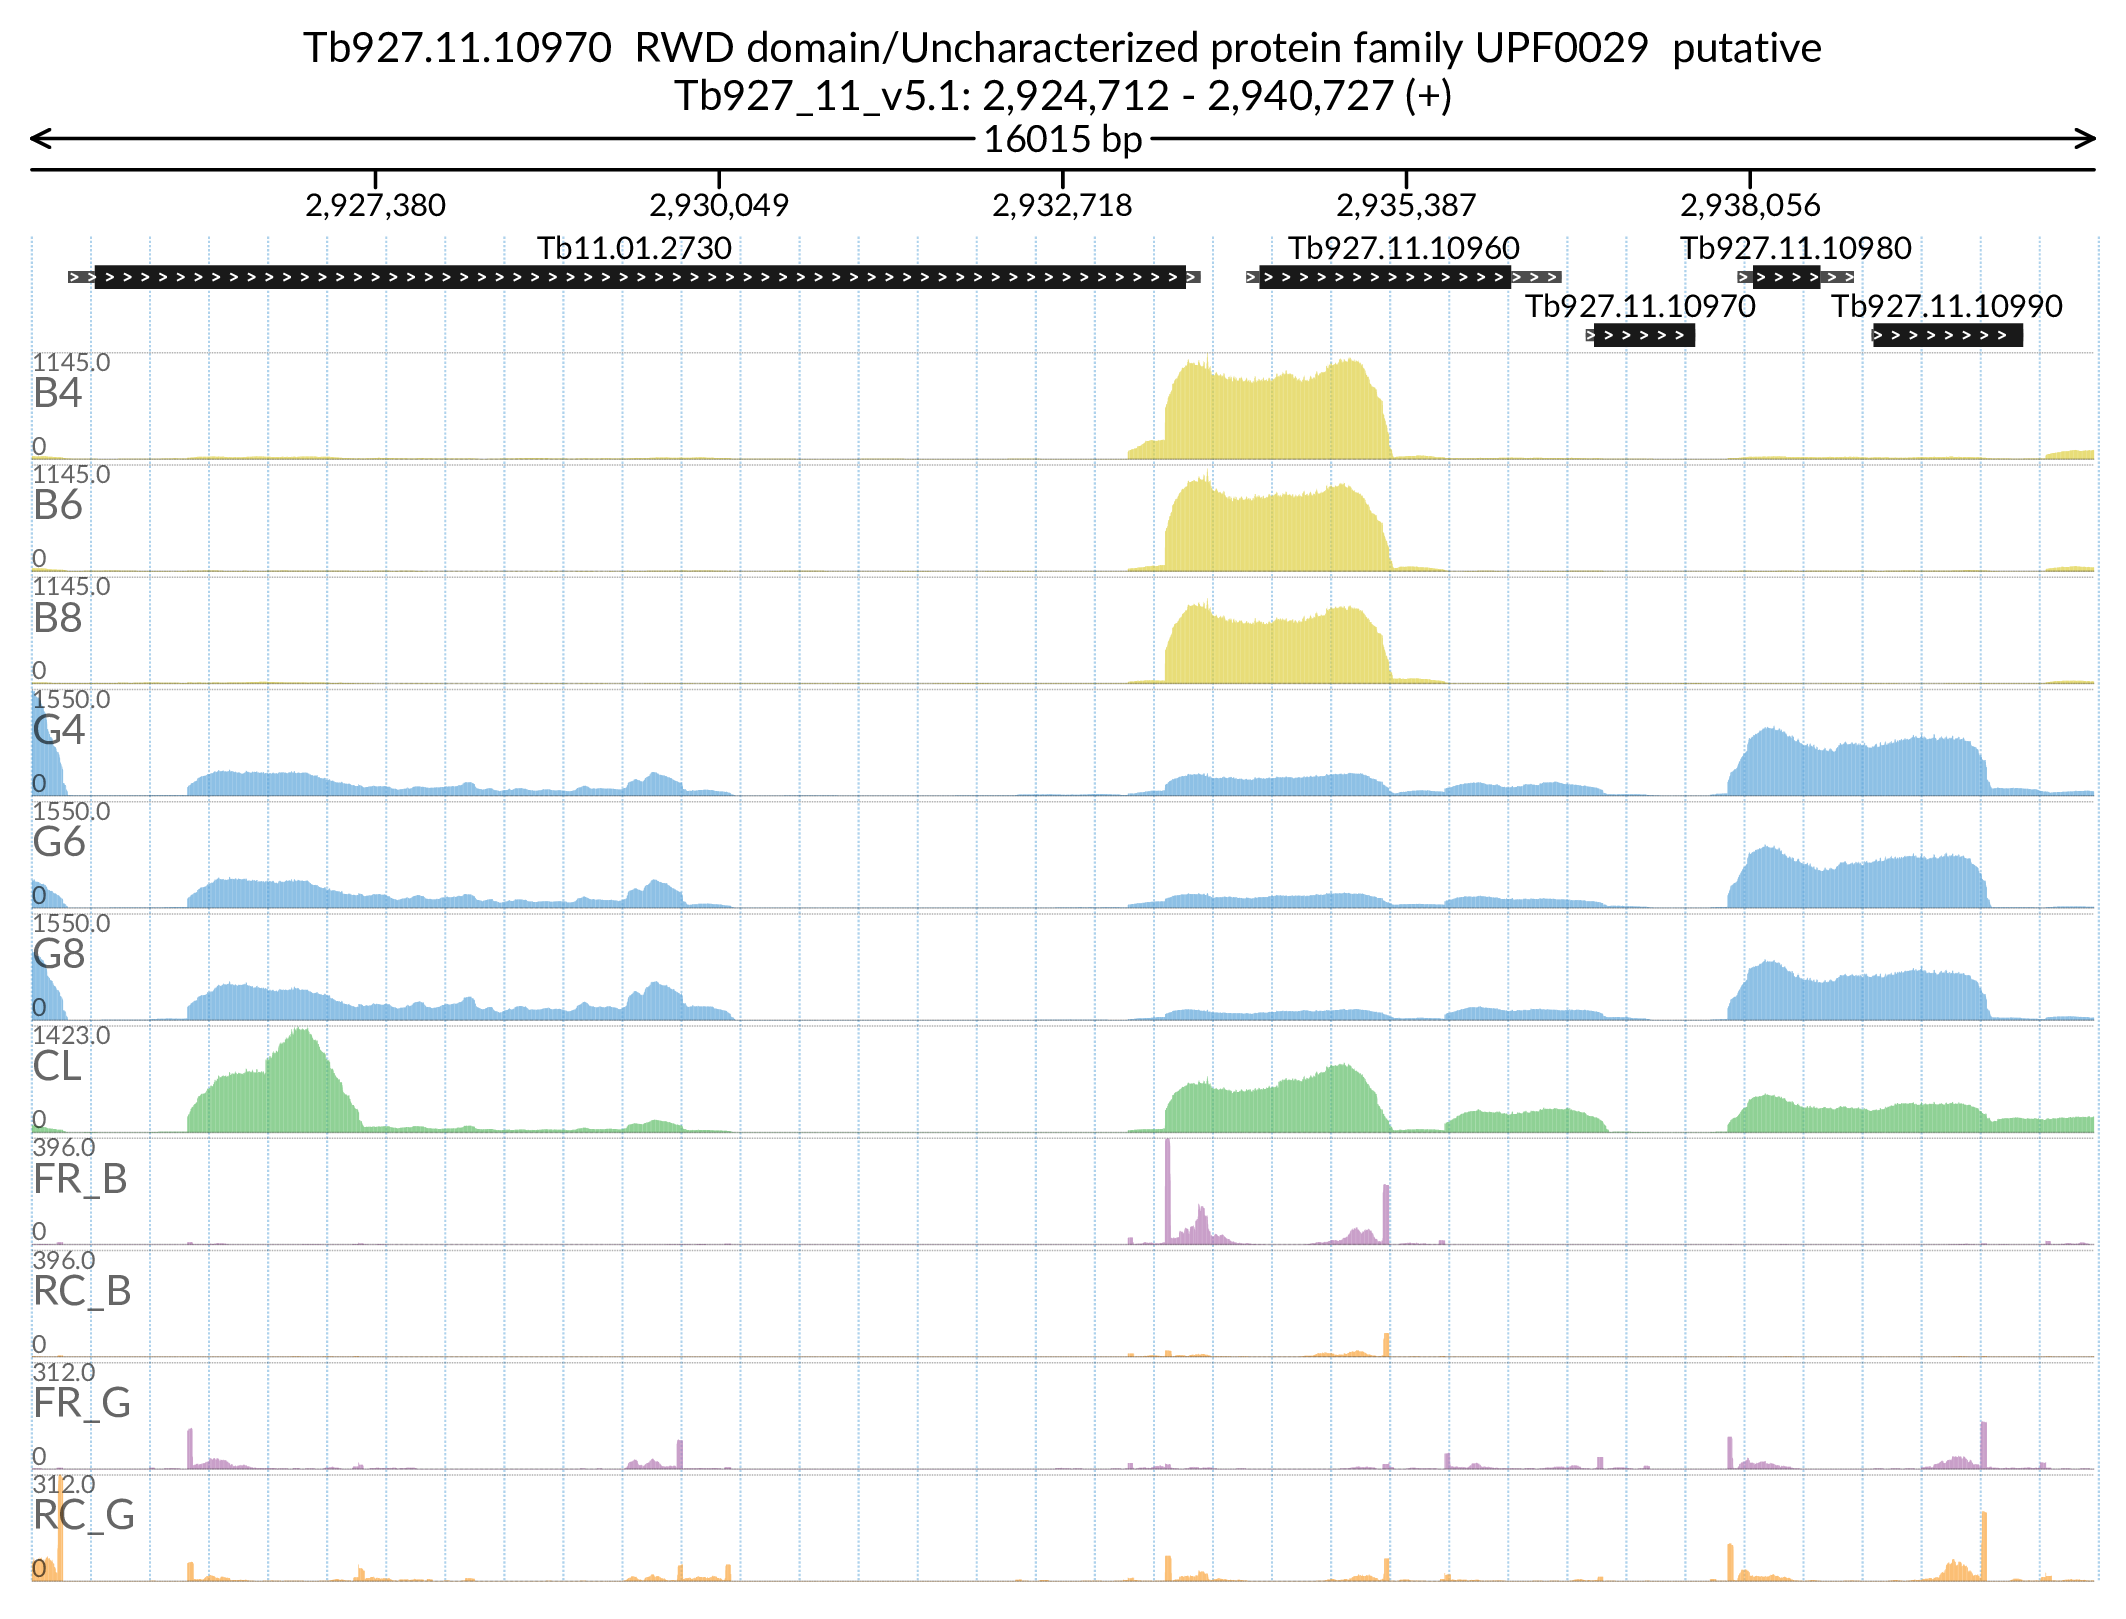 Tb927.11.10970  RWD domain/Uncharacterized protein family UPF0029  putative
Tb927_11_v5.1: 2,924,712 - 2,940,727 (+)
16015 bp
2,927,380 2,930,049 2,932,718 2,935,387 2,938,056
Tb11.01.2730 Tb927.11.10960 Tb927.11.10980
Tb927.11.10970 Tb927.11.10990
1145.0
B4
0
1145.0
B6
0
1145.0
B8
0
1550.0
G4
0
1550.0
G6
0
1550.0
G8
0
1423.0
CL
0
396.0
FR_B
0
396.0
RC_B
0
312.0
FR_G
0
312.0
RC_G
0